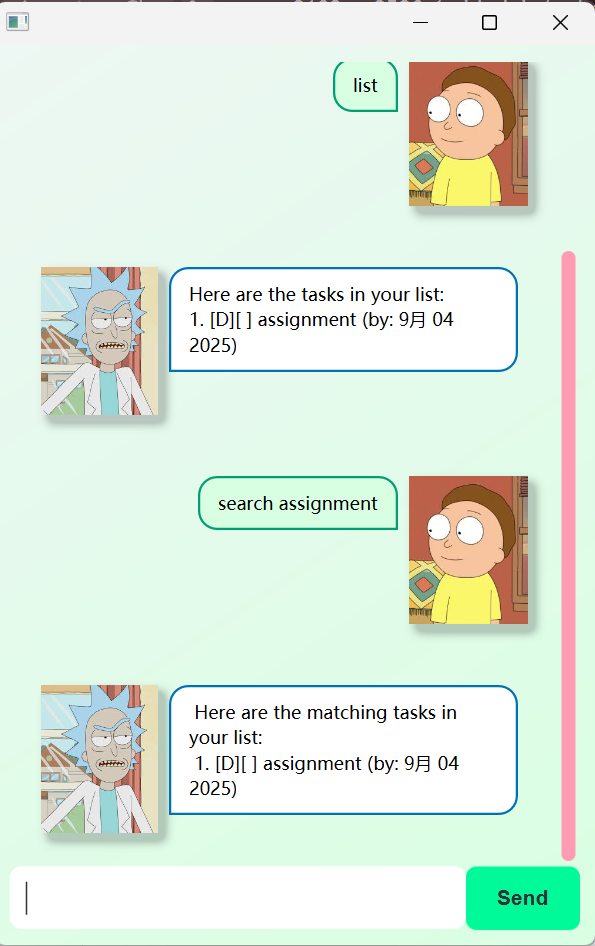 list
Here are the tasks in your list:
1. [D][ ] assignment (by: 9月 04
2025)
search assignment
Here are the matching tasks in
your list:
1. [D][ ] assignment (by: 9月 04
2025)
Send